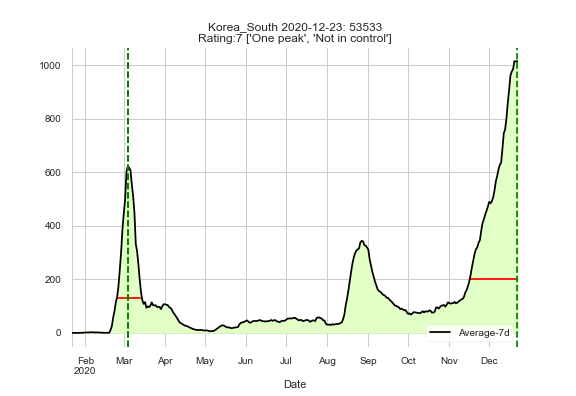 Korea_South 2020-12-23: 53533
Rating:7 ['One peak', 'Not in control']
1000
800
600
400
200
0
Average-7d
Feb Mar Apr May Jun Jul Aug Sep Oct Nov Dec
2020
Date